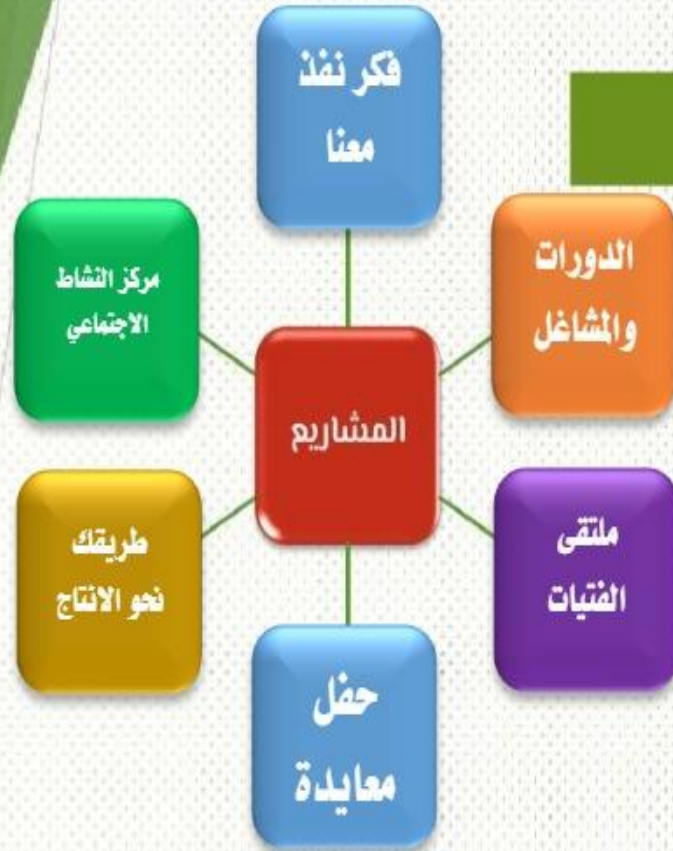 فكر نفذ
معنا
الدورات
والمشاغل
مركز النشاط
الاجتماعي
المشاريع
ملتقى
الفتيات
طريقك
نحو الانتاج
حفل
معايدة